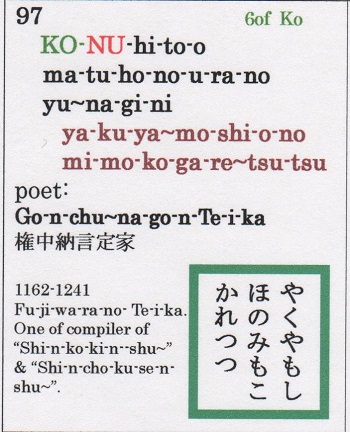 97
6of Ko
KO-NU-hi-to-o
ma-tu-ho-no-u-ra-no
yu~na-gi-ni
ya-ku-ya~mo-shi-o-no
mi-mo-ko-ga-re~tsu-tsu
poet:
Go-n-chu~na-go-n-Te-i-ka
権中納言定家
1162-1241
Fu-ji-wa-ra-no- Te-i-ka.
One of compiler of
“Shi-n-ko-ki-n--shu~”
& “Shi-n-cho-ku-se-n-
shu~”.
やくやもし
ほのみもこ
かれつつ